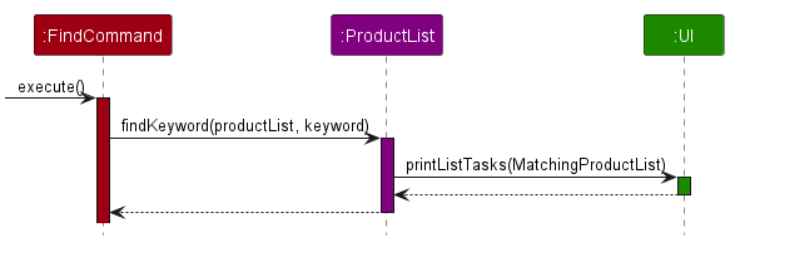 :FindCommand
:ProductList
:UI
execute()
findKeyword(productList, keyword)
printListTasks(MatchingProductList)